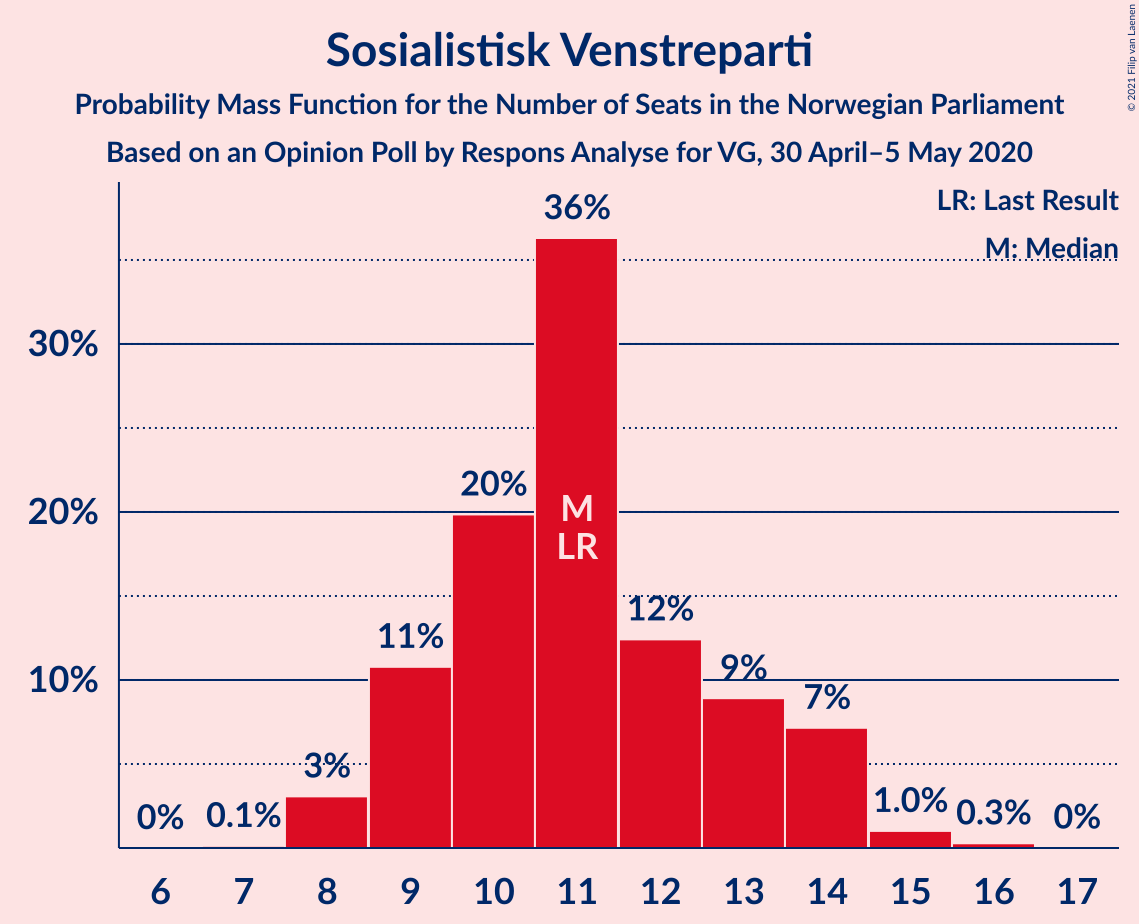 Sosialistisk Venstreparti
Probability Mass Function for the Number of Seats in the Norwegian Parliament
Based on an Opinion Poll by Respons Analyse for VG, 30 April–5 May 2020
© 2021 Filip van Laenen
LR: Last Result
M: Median
30%
20%
10%
0%
0.1%
3%
11%
20%
36%
12%
9%
7%
1.0%
0.3%
0%
M
LR
6 7 8 9 10 11 12 13 14 15 16 17